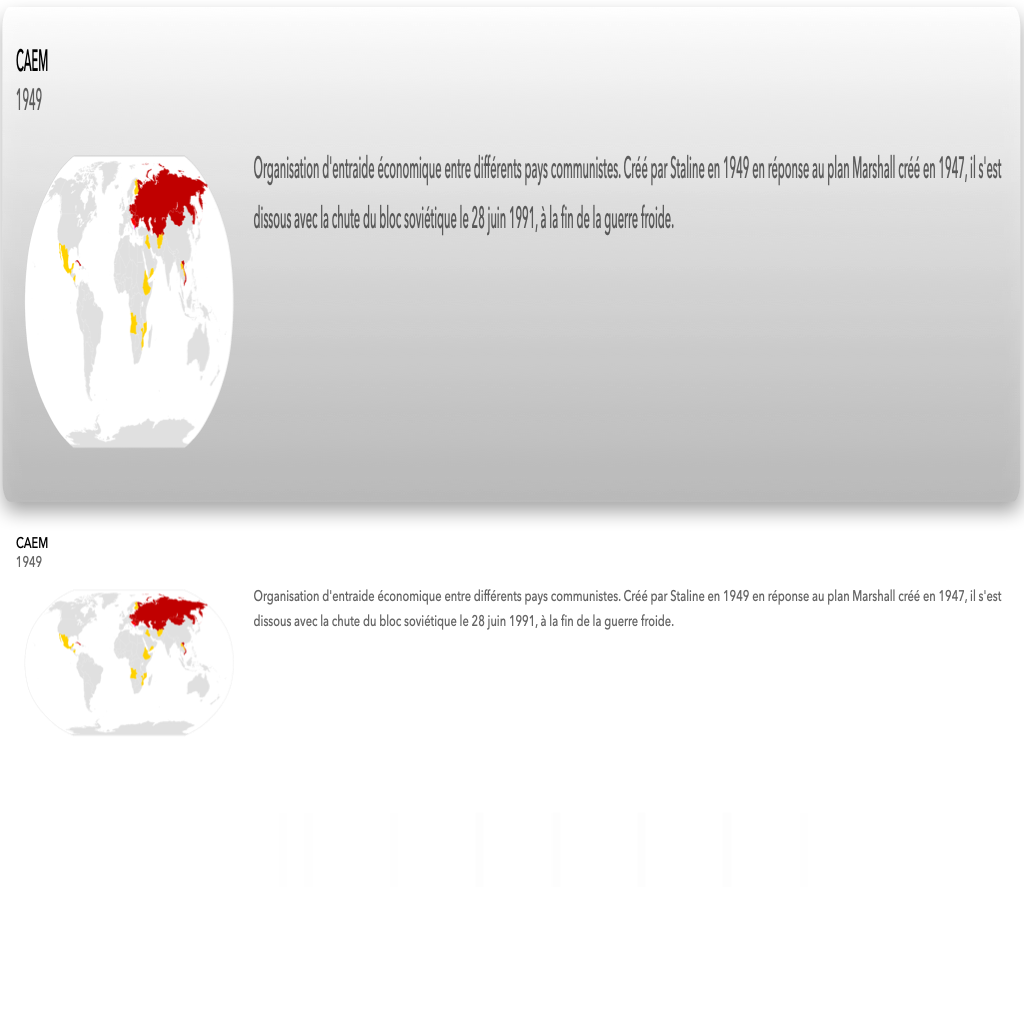 CAEM
1949
Organisation d'entraide économique entre différents pays communistes. Créé par Staline en 1949 en réponse au plan Marshall créé en 1947, il s'est
dissous avec la chute du bloc soviétique le 28 juin 1991, à la fin de la guerre froide.
CAEM
1949
Organisation d'entraide économique entre différents pays communistes. Créé par Staline en 1949 en réponse au plan Marshall créé en 1947, il s'est
dissous avec la chute du bloc soviétique le 28 juin 1991, à la fin de la guerre froide.